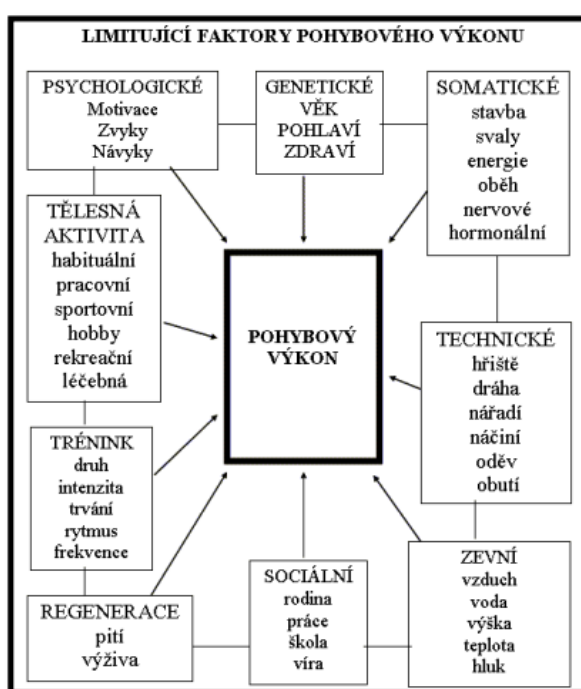 LIMITUJÍCÍ FAKTORY POHYBOVÉHO VÝKONU
PSYCHOLOGICKÉ
Motivace
Zvyky
Návyky
GENETICKÉ
VĚK
POHLAVÍ
ZDRAVÍ
SOMATICKÉ
stavba
svaly
energie
oběh
nervové
hormonální
TĚLESNÁ
AKTIVITA
habituální
pracovní
sportovní
hobby
rekreační
léčebná
POHYBOVÝ
VÝKON
TECHNICKÉ
hřiště
dráha
nářadí
náčiní
oděv
obutí
TRÉNINK
druh
intenzita
trvání
rytmus
frekvence
REGENERACE
pití
výživa
SOCIÁLNÍ
rodina
práce
škola
víra
ZEVNÍ
vzduch
voda
výška
teplota
hluk